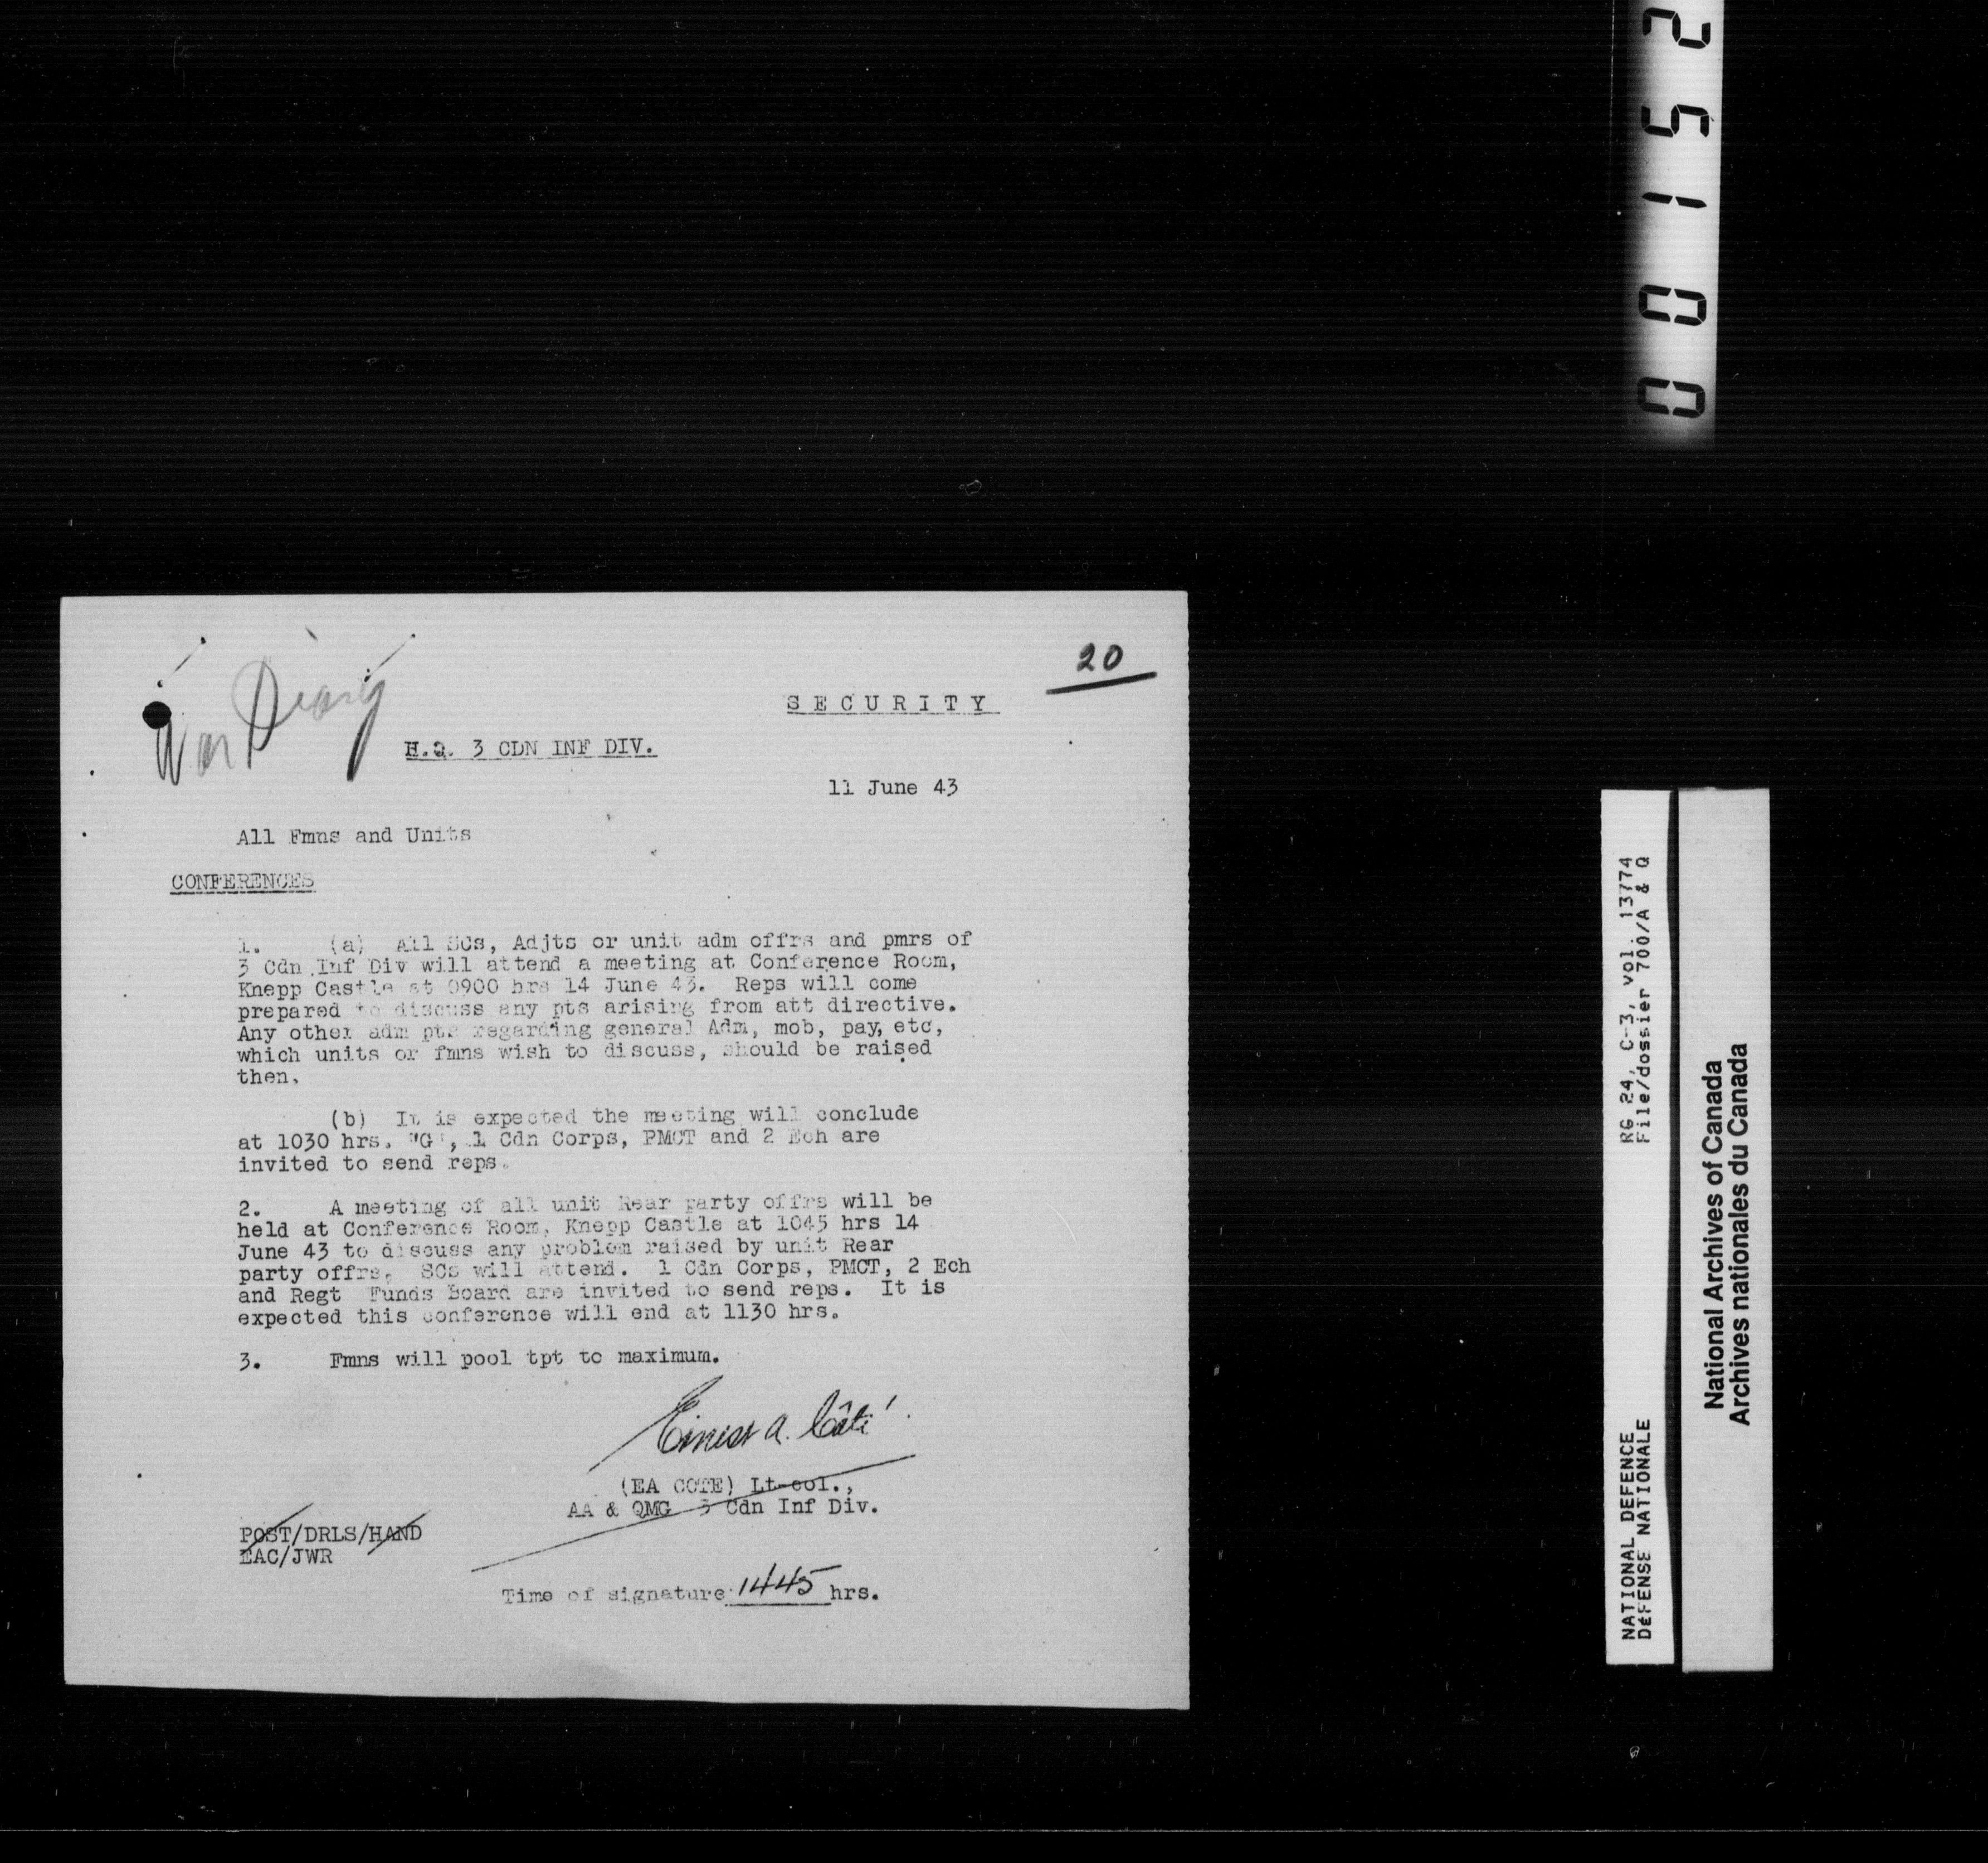 20
War Diary
SECURITY
H.Q. 3 CDN INF DIV.
11 June 43
All Fmns and Units
CONFERENCES
1. (a) All SCs, Adjts or unit adm offrs and pmrs of
3 Cdn Inf Div will attend a meeting at Conference Room,
Knepp Castle at 0900 hrs 14 June 43. Reps will come
prepared to discuss any pts arising from att directive.
Any other adm pts regarding general Adm, mob, pay, etc,
which units or fmns wish to discuss, should be raised
then.
(b) It is expected the meeting will conclude
at 1030 hrs. "G", 1 Cdn Corps, PMCT and 2 Ech are
invited to send reps.
2. A meeting of all unit Rear party offrs will be
held at Conference Room, Knepp Castle at 1045 hrs 14
June 43 to discuss any problem raised by unit Rear
party offrs. SCs will attend. 1 Cdn Corps, PMCT, 2 Ech
and Regt Funds Board are invited to send reps. It is
expected this conference will end at 1130 hrs.
3. Fmns will pool tpt to maximum.
Ernest A. Côté
(EA COTE) Lt-col.,
AA & QMG 3 Cdn Inf Div.
POST/DRLS/HAND
EAC/JWR
Time of signature 1445 hrs.
00152
RG 24, C-3, vol. 13774
File/dossier 700/A & Q
NATIONAL DEFENCE
DéFENSE NATIONALE
National Archives of Canada
Archives nationales du Canada